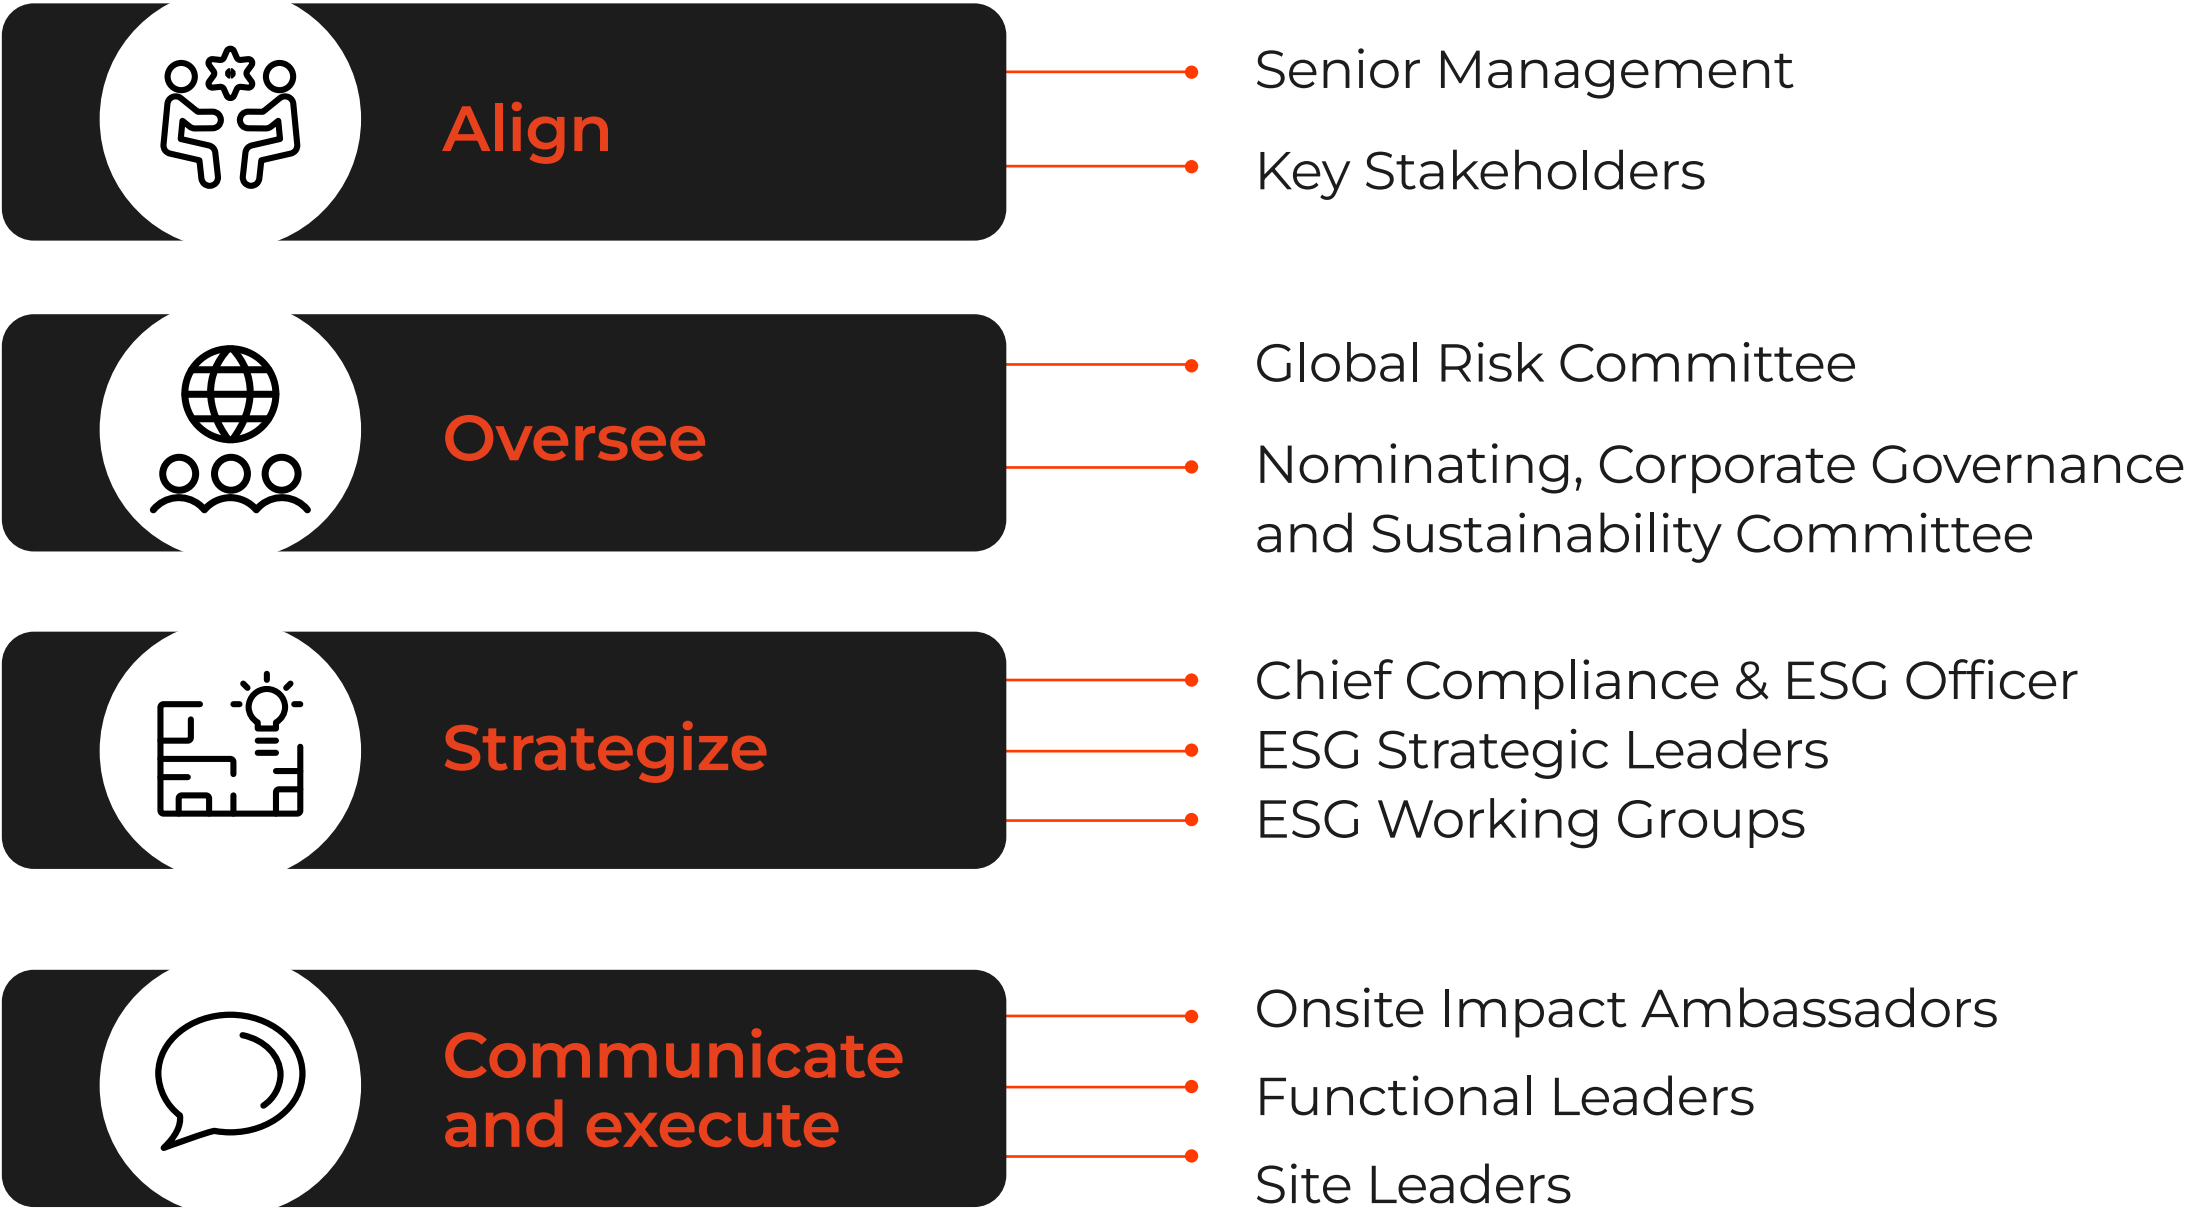 Align
Senior Management
Key Stakeholders
Oversee
Global Risk Committee
Nominating, Corporate Governance
and Sustainability Committee
Strategize
Chief Compliance & ESG Officer
ESG Strategic Leaders
ESG Working Groups
Communicate
and execute
Onsite Impact Ambassadors
Functional Leaders
Site Leaders